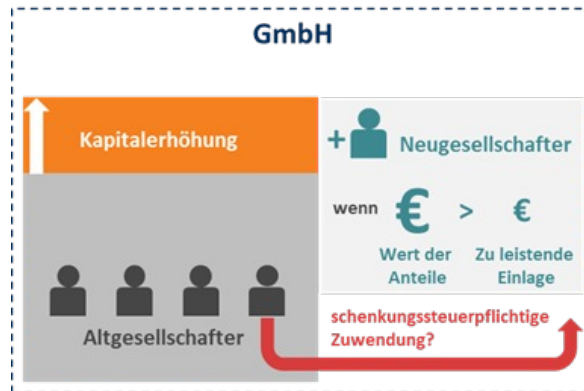 GmbH
Kapitalerhöhung
+ Neugesellschafter
wenn € > €
Wert der Anteile
Zu leistende Einlage
Altgesellschafter
schenkungssteuerpflichtige
Zuwendung?